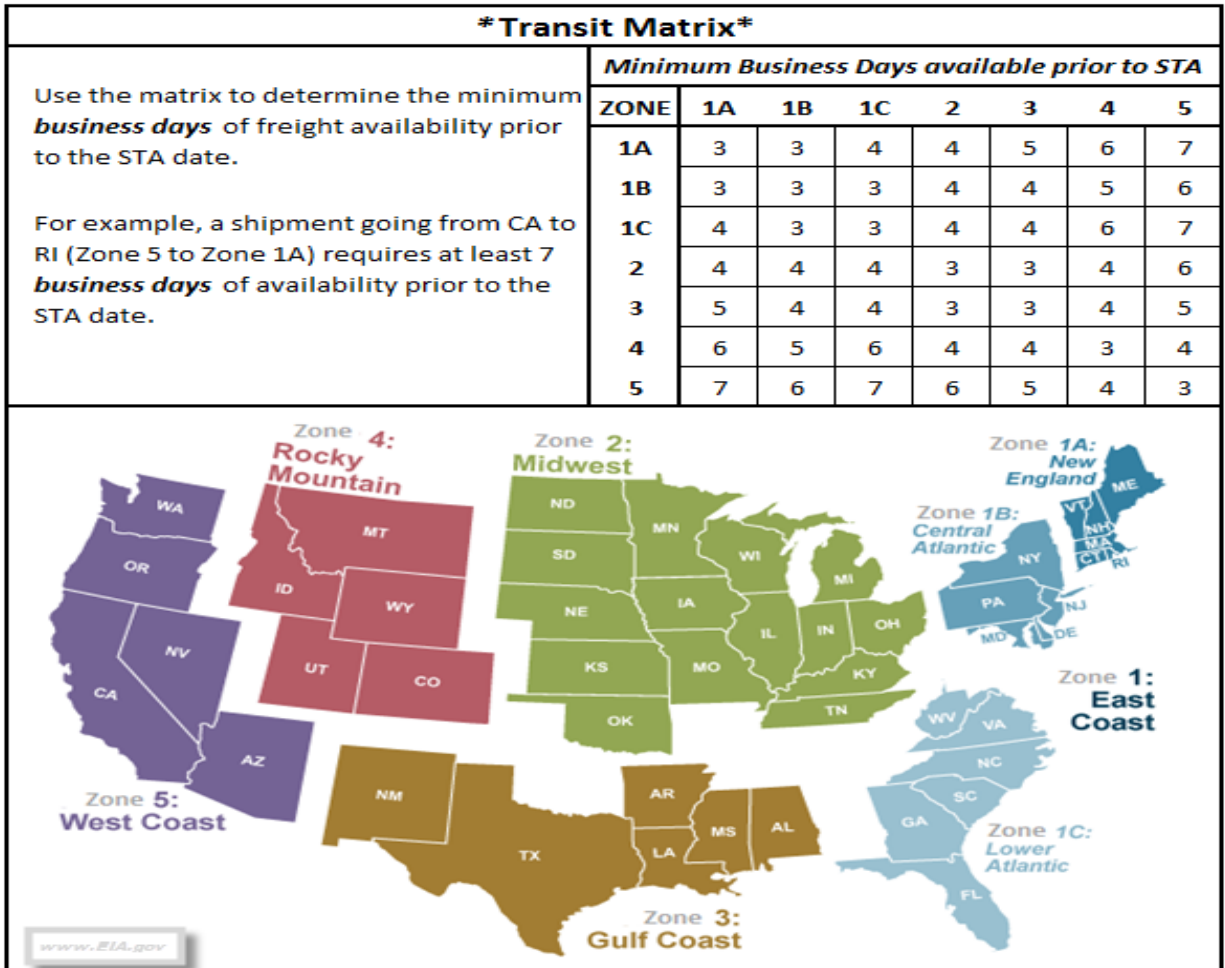 *Transit Matrix*
Use the matrix to determine the minimum
business days of freight availability prior
to the STA date.
For example, a shipment going from CA to
RI (Zone 5 to Zone 1A) requires at least 7
business days of availability prior to the
STA date.
Minimum Business Days available prior to STA
ZONE 1A 1B 1C 2 3 4 5
1A 3 3 4 4 5 6 7
1B 3 3 3 4 4 5 6
1C 4 3 3 4 4 6 7
2 4 4 4 3 3 4 6
3 5 4 4 3 3 4 5
4 6 5 6 4 4 3 4
5 7 6 7 6 5 4 3
Zone 4:
Rocky
Mountain
Zone 2:
Midwest
Zone 1A:
New
England
Zone 1B:
Central
Atlantic
Zone 1:
East
Coast
Zone 1C:
Lower
Atlantic
Zone 5:
West Coast
Zone 3:
Gulf Coast
WA
OR
CA
NV
AZ
MT
ID
WY
UT
CO
ND
SD
NE
KS
OK
MN
IA
MO
WI
IL
MI
IN
OH
KY
TN
NM
TX
AR
LA
MS
AL
ME
VT
NH
MA
CT
RI
NY
PA
NJ
MD
DE
WV
VA
NC
SC
GA
FL
www.EIA.gov